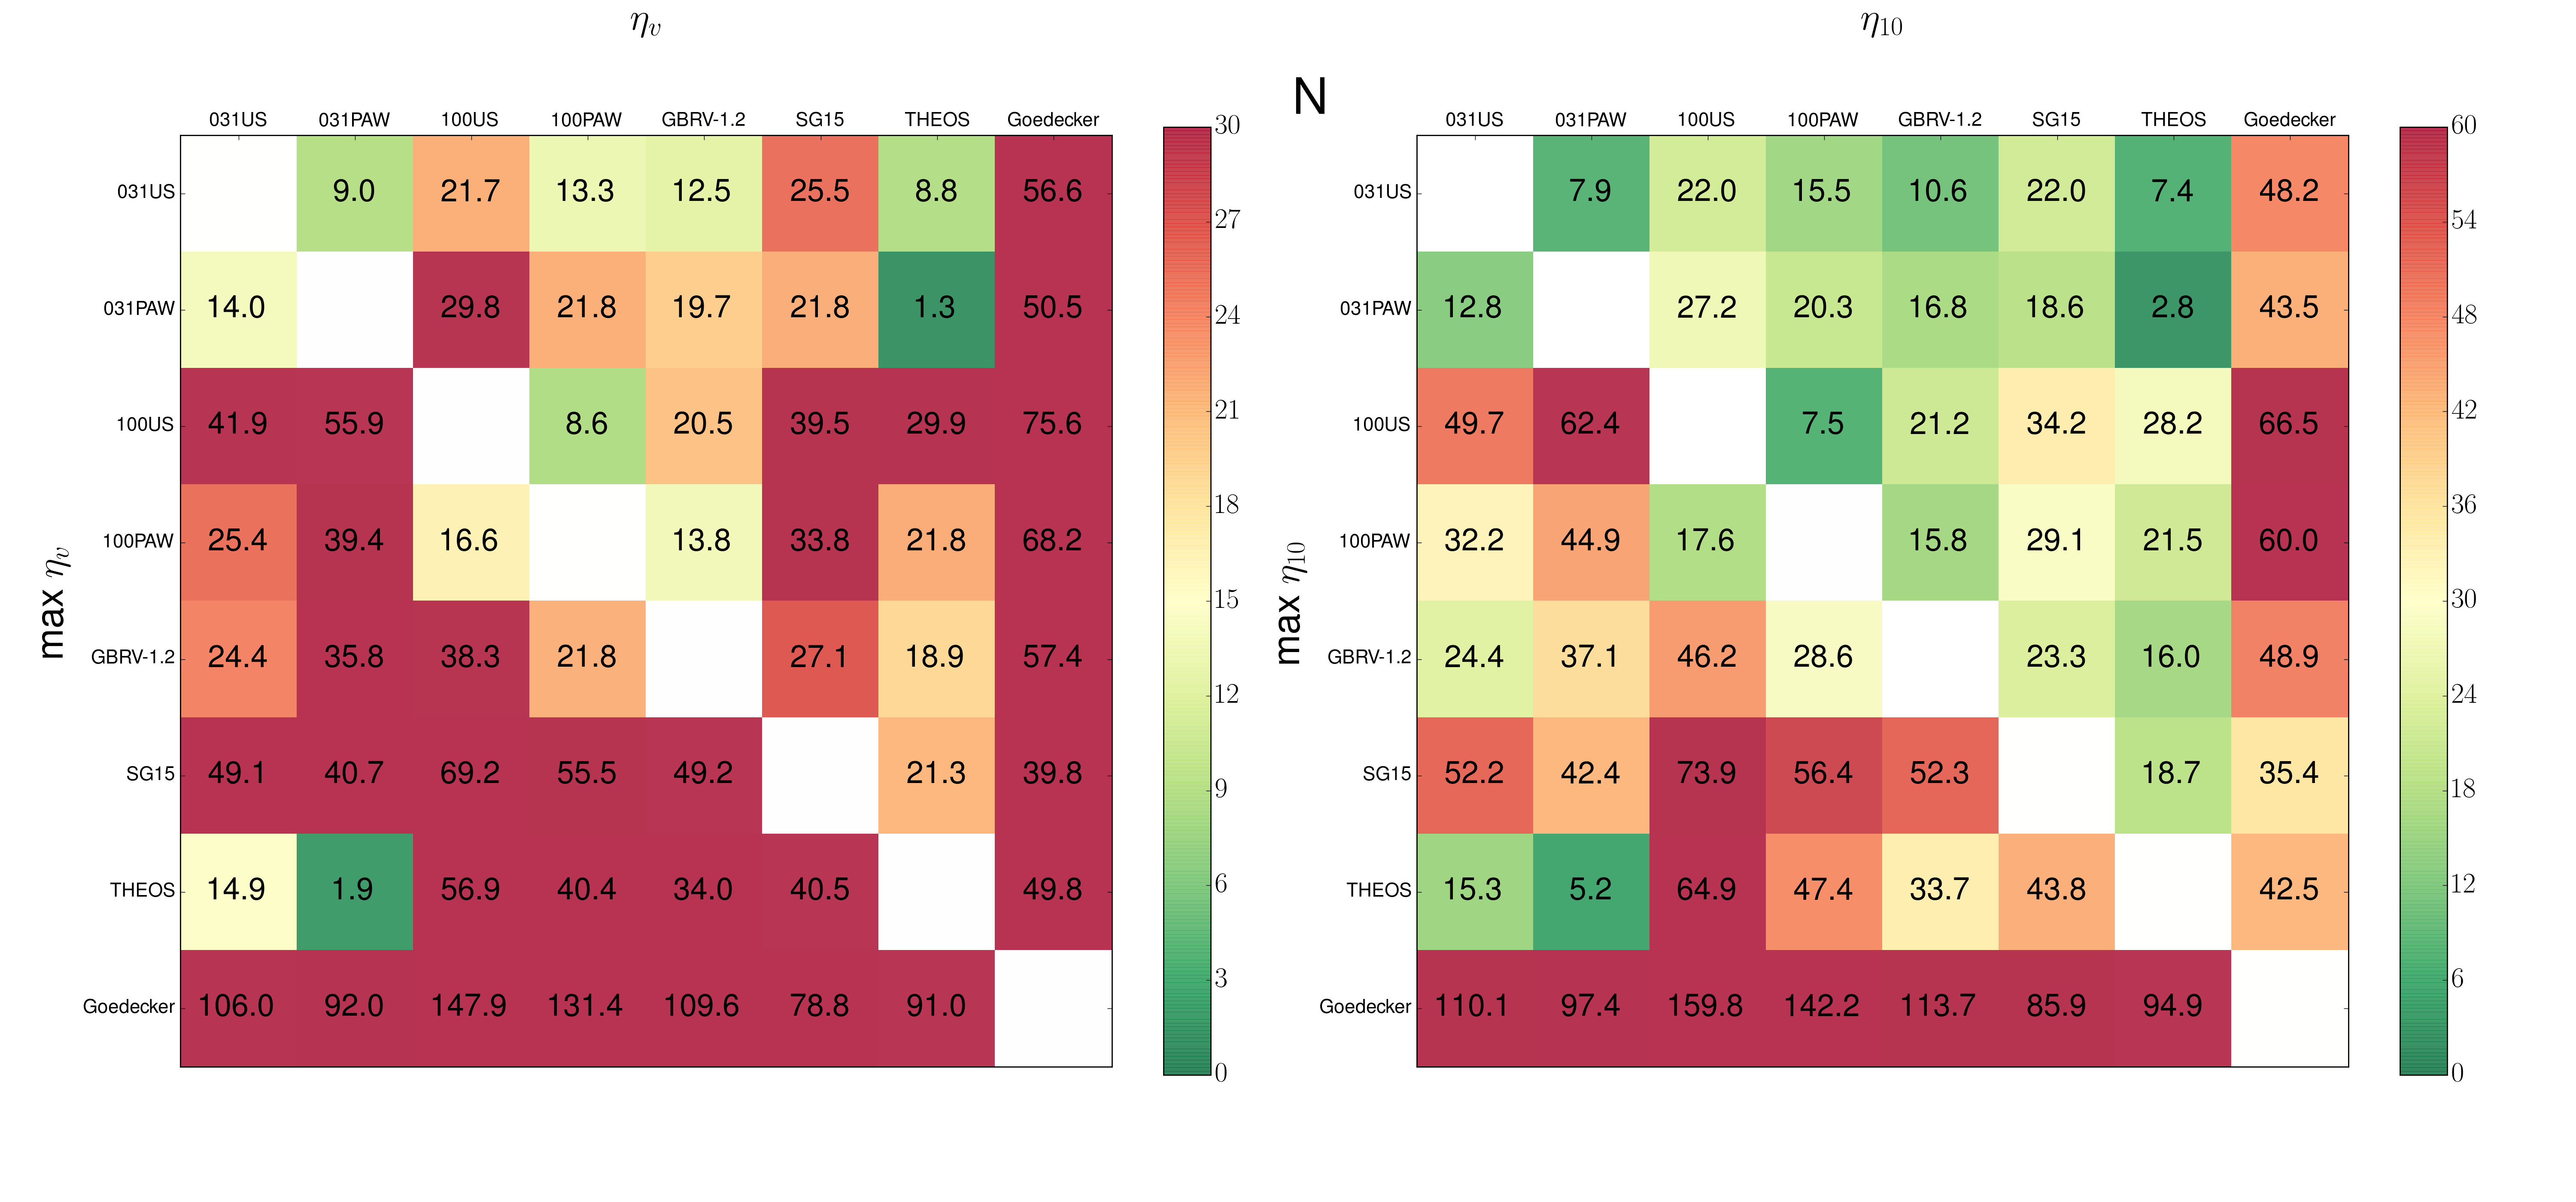 η_v
η_10
N
031US 031PAW 100US 100PAW GBRV-1.2 SG15 THEOS Goedecker
031US 9.0 21.7 13.3 12.5 25.5 8.8 56.6
031PAW 14.0 29.8 21.8 19.7 21.8 1.3 50.5
100US 41.9 55.9 8.6 20.5 39.5 29.9 75.6
100PAW 25.4 39.4 16.6 13.8 33.8 21.8 68.2
GBRV-1.2 24.4 35.8 38.3 21.8 27.1 18.9 57.4
SG15 49.1 40.7 69.2 55.5 49.2 21.3 39.8
THEOS 14.9 1.9 56.9 40.4 34.0 40.5 49.8
Goedecker 106.0 92.0 147.9 131.4 109.6 78.8 91.0
max η_v
30
27
24
21
18
15
12
9
6
3
0
031US 031PAW 100US 100PAW GBRV-1.2 SG15 THEOS Goedecker
031US 7.9 22.0 15.5 10.6 22.0 7.4 48.2
031PAW 12.8 27.2 20.3 16.8 18.6 2.8 43.5
100US 49.7 62.4 7.5 21.2 34.2 28.2 66.5
100PAW 32.2 44.9 17.6 15.8 29.1 21.5 60.0
GBRV-1.2 24.4 37.1 46.2 28.6 23.3 16.0 48.9
SG15 52.2 42.4 73.9 56.4 52.3 18.7 35.4
THEOS 15.3 5.2 64.9 47.4 33.7 43.8 42.5
Goedecker 110.1 97.4 159.8 142.2 113.7 85.9 94.9
max η_10
60
54
48
42
36
30
24
18
12
6
0